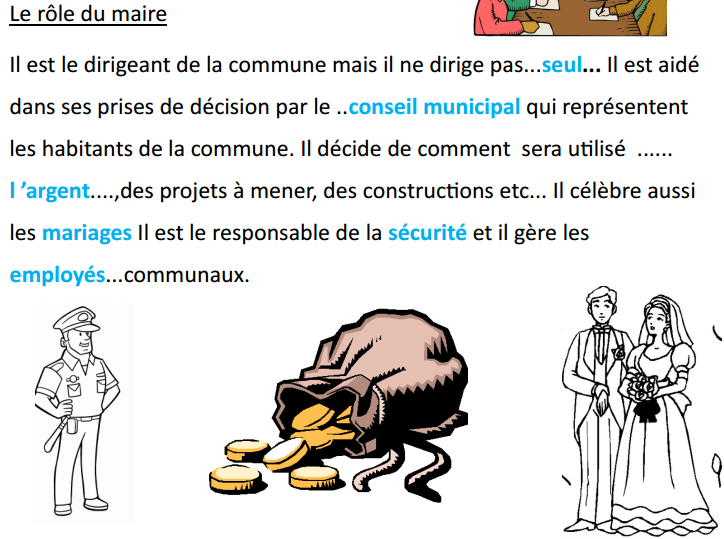 Le rôle du maire
Il est le dirigeant de la commune mais il ne dirige pas...seul... Il est aidé
dans ses prises de décision par le ..conseil municipal qui représentent
les habitants de la commune. Il décide de comment  sera utilisé  ......
l ’argent....,des projets à mener, des constructions etc... Il célèbre aussi
les mariages Il est le responsable de la sécurité et il gère les
employés...communaux.